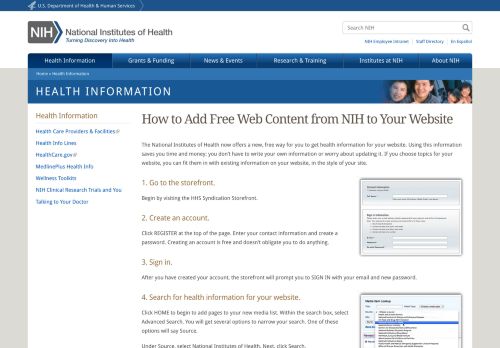 U.S. Department of Health & Human Services
NIH National Institutes of Health
Turning Discovery Into Health
Search NIH
NIH Employee Intranet | Staff Directory | En Español
Health Information
Grants & Funding
News & Events
Research & Training
Institutes at NIH
About NIH
Home » Health Information
HEALTH INFORMATION
Health Information
Health Care Providers & Facilities
Health Info Lines
HealthCare.gov
MedlinePlus Health Info
Wellness Toolkits
NIH Clinical Research Trials and You
Talking to Your Doctor
How to Add Free Web Content from NIH to Your Website
The National Institutes of Health now offers a new, free way for you to get health information for your website. Using this information
saves you time and money; you don't have to write your own information or worry about updating it. If you choose topics for your
website, you can fit them in with existing information on your website, in the style of your site.
1. Go to the storefront.
Begin by visiting the HHS Syndication Storefront.
2. Create an account.
Click REGISTER at the top of the page. Enter your contact information and create a
password. Creating an account is free and doesn't obligate you to do anything.
3. Sign in.
After you have created your account, the storefront will prompt you to SIGN IN with your email and new password.
4. Search for health information for your website.
Click HOME to begin to add pages to your new media list. Within the search box, select
Advanced Search. You will get several options to narrow your search. One of these
options will say Source.
Under Source, select National Institutes of Health. Next, click Search.